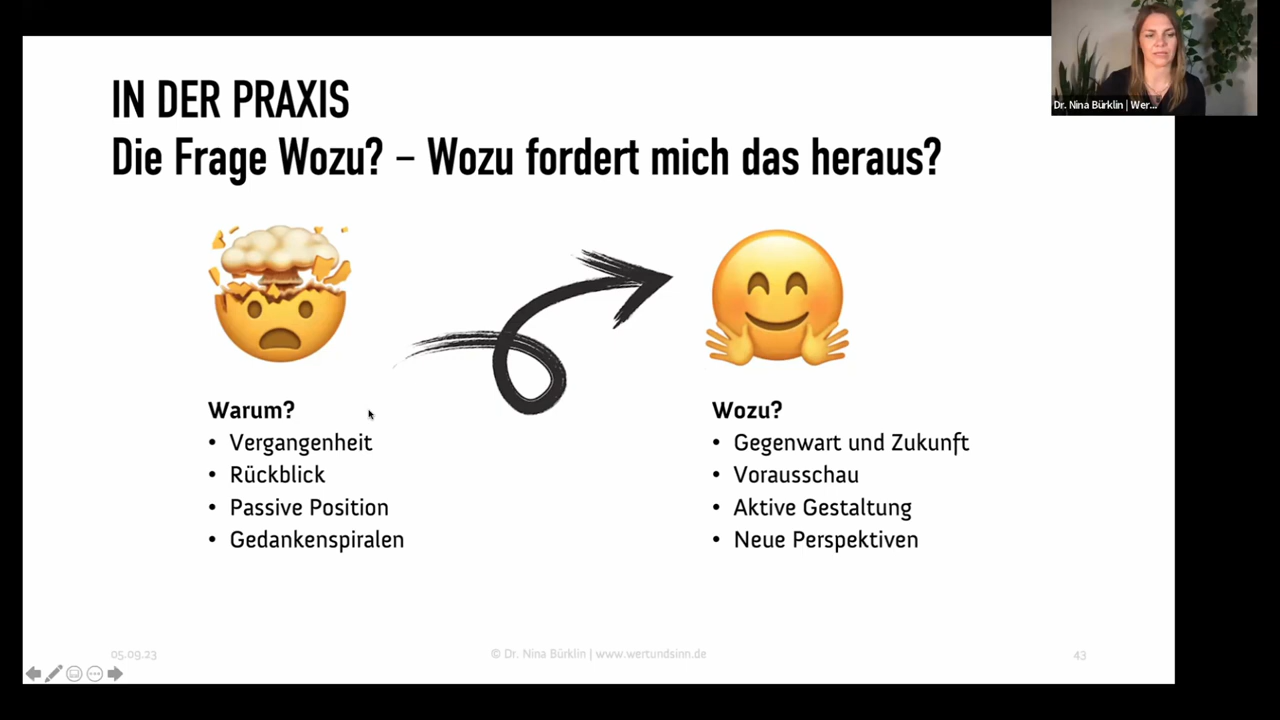 IN DER PRAXIS
Die Frage Wozu? – Wozu fordert mich das heraus?
Dr. Nina Bürklin | Wer...
Warum?
• Vergangenheit
• Rückblick
• Passive Position
• Gedankenspiralen
Wozu?
• Gegenwart und Zukunft
• Vorausschau
• Aktive Gestaltung
• Neue Perspektiven
05.09.23
© Dr. Nina Bürklin | www.wertundsinn.de
43